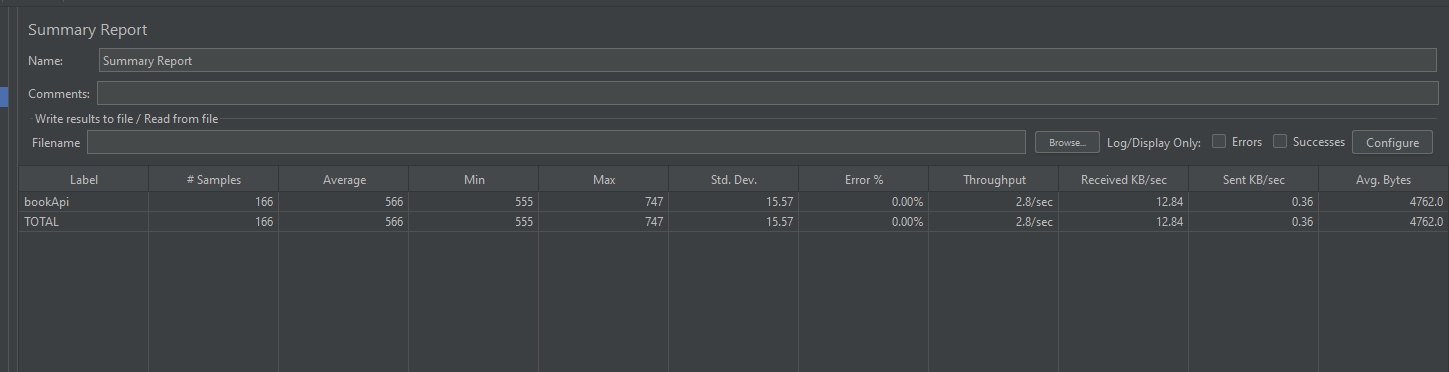 Summary Report
Name: Summary Report
Comments:
Write results to file / Read from file
Filename Browse... Log/Display Only: Errors Successes Configure
Label # Samples Average Min Max Std. Dev. Error % Throughput Received KB/sec Sent KB/sec Avg. Bytes
bookApi 166 566 555 747 15.57 0.00% 2.8/sec 12.84 0.36 4762.0
TOTAL 166 566 555 747 15.57 0.00% 2.8/sec 12.84 0.36 4762.0